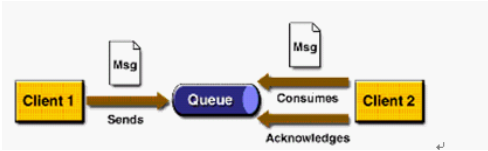 Msg
Msg
Client 1
Queue
Consumes
Client 2
Sends
Acknowledges